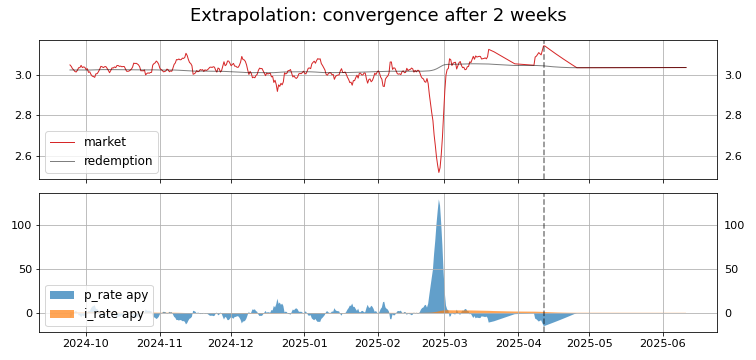 Extrapolation: convergence after 2 weeks
3.0 3.0
2.8 2.8
2.6 2.6
market
redemption
100 100
50 50
0 0
p_rate apy
i_rate apy
2024-10 2024-11 2024-12 2025-01 2025-02 2025-03 2025-04 2025-05 2025-06